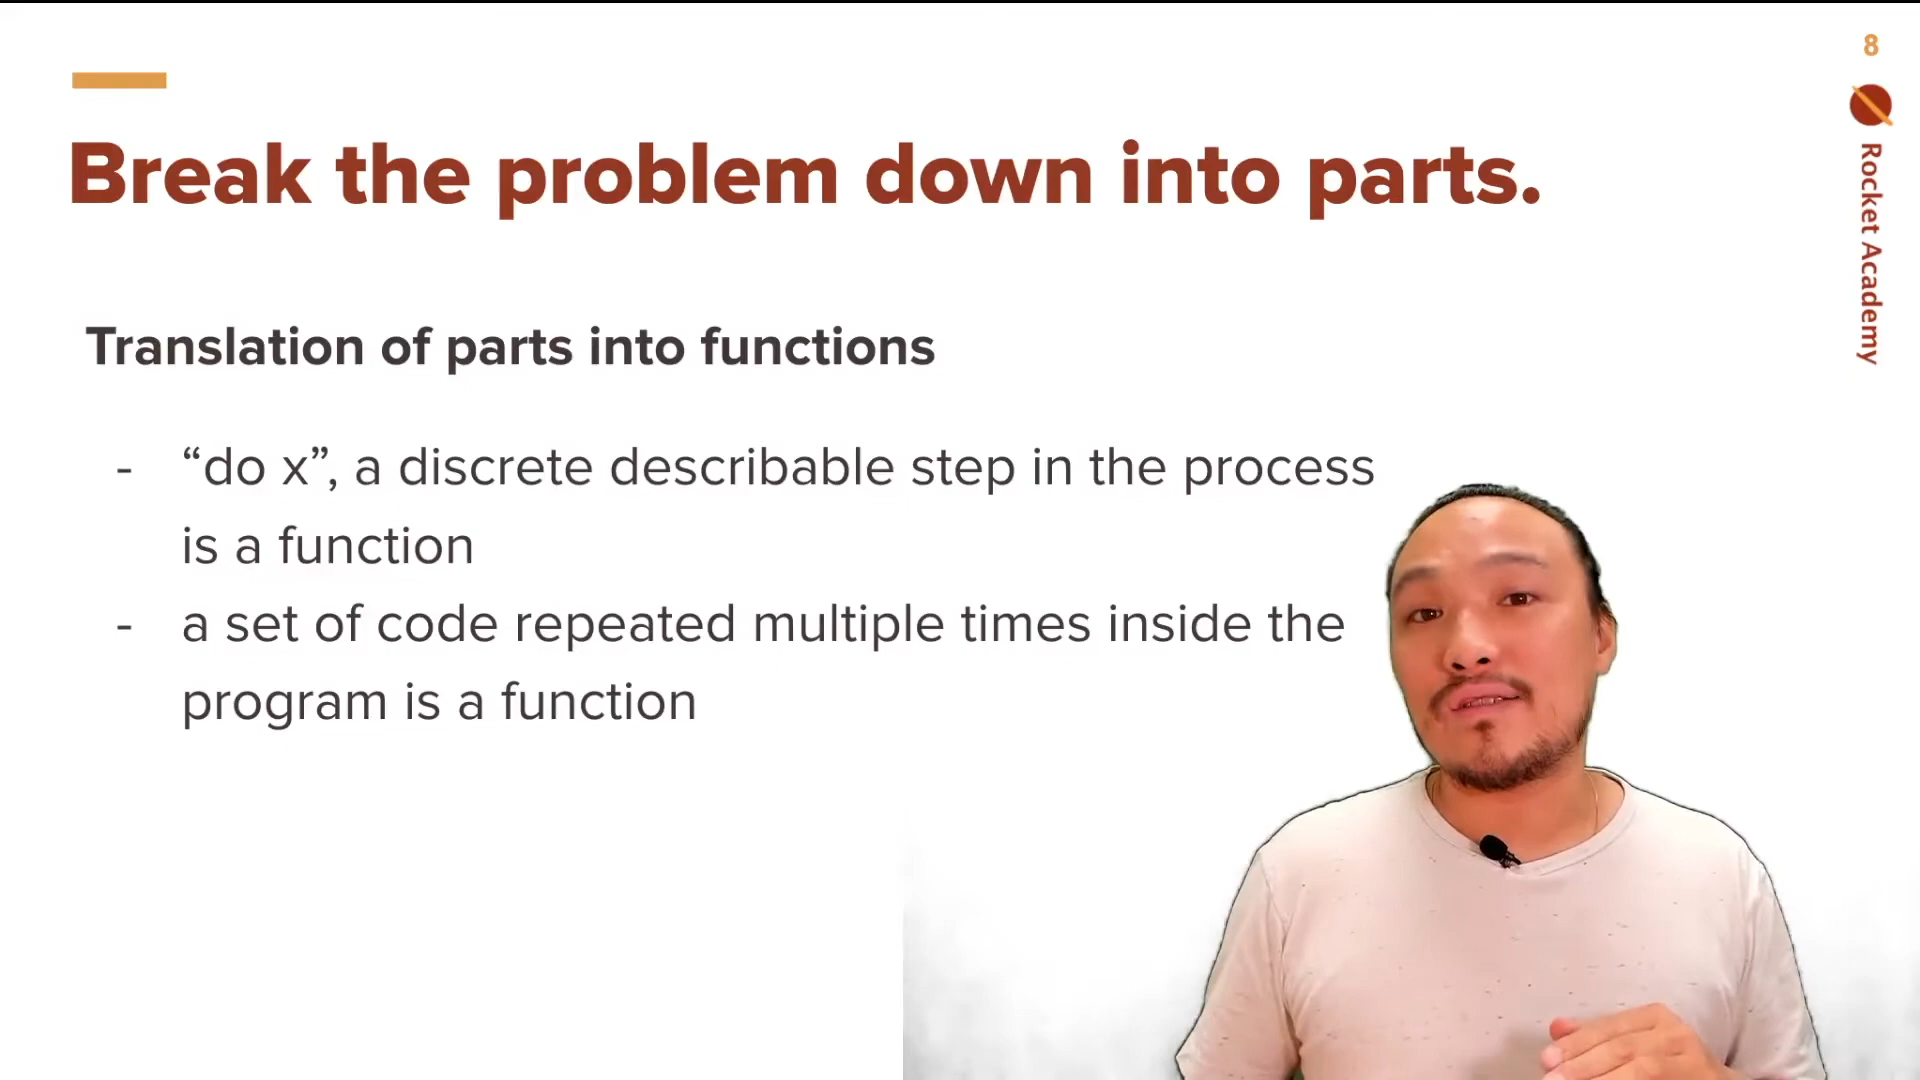 8
Rocket Academy
Break the problem down into parts.
Translation of parts into functions
- “do x”, a discrete describable step in the process
is a function
- a set of code repeated multiple times inside the
program is a function